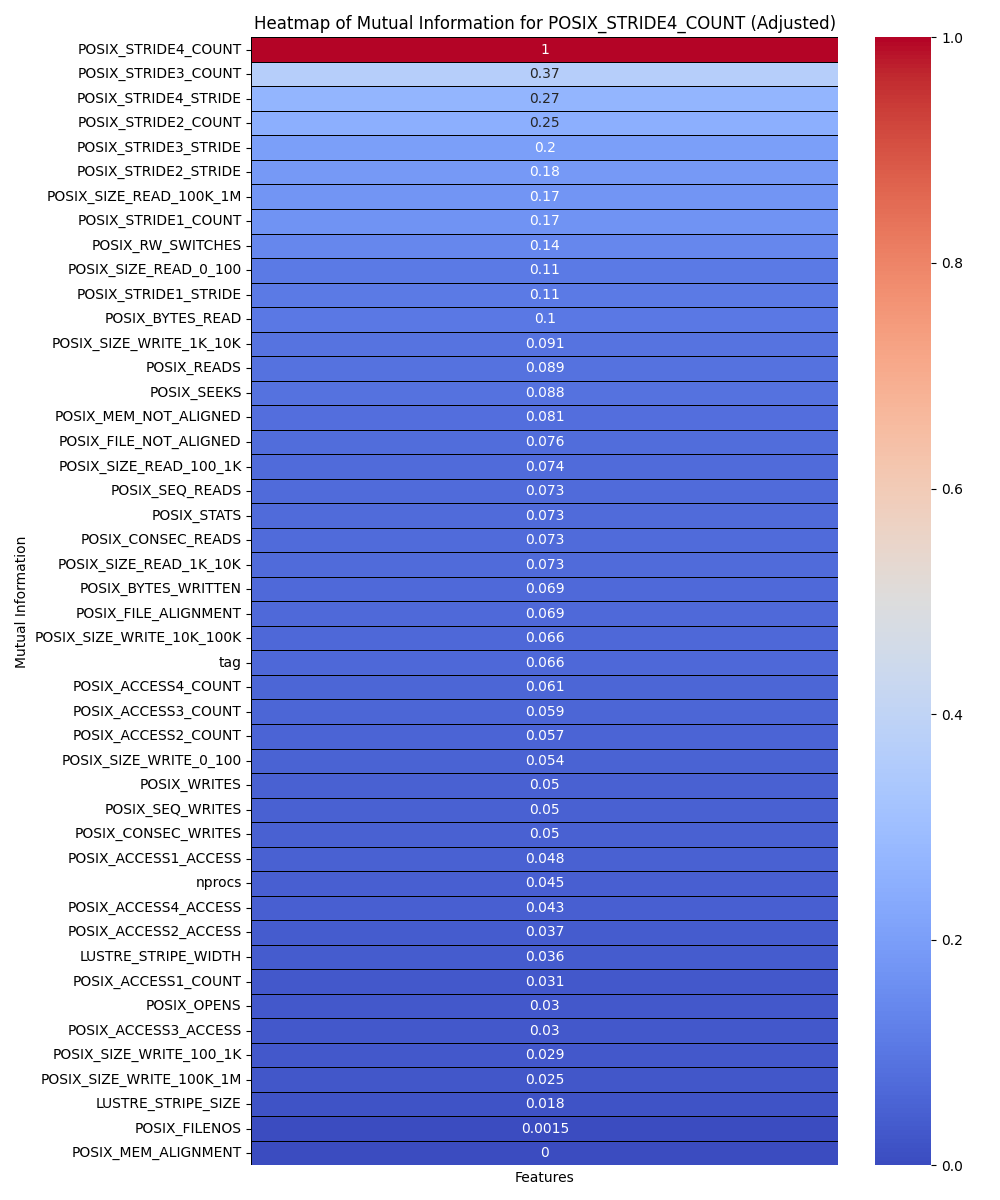 Heatmap of Mutual Information for POSIX_STRIDE4_COUNT (Adjusted)
POSIX_STRIDE4_COUNT 1
POSIX_STRIDE3_COUNT 0.37
POSIX_STRIDE4_STRIDE 0.27
POSIX_STRIDE2_COUNT 0.25
POSIX_STRIDE3_STRIDE 0.2
POSIX_STRIDE2_STRIDE 0.18
POSIX_SIZE_READ_100K_1M 0.17
POSIX_STRIDE1_COUNT 0.17
POSIX_RW_SWITCHES 0.14
POSIX_SIZE_READ_0_100 0.11
POSIX_STRIDE1_STRIDE 0.11
POSIX_BYTES_READ 0.1
POSIX_SIZE_WRITE_1K_10K 0.091
POSIX_READS 0.089
POSIX_SEEKS 0.088
POSIX_MEM_NOT_ALIGNED 0.081
POSIX_FILE_NOT_ALIGNED 0.076
POSIX_SIZE_READ_100_1K 0.074
POSIX_SEQ_READS 0.073
POSIX_STATS 0.073
POSIX_CONSEC_READS 0.073
POSIX_SIZE_READ_1K_10K 0.073
POSIX_BYTES_WRITTEN 0.069
POSIX_FILE_ALIGNMENT 0.069
POSIX_SIZE_WRITE_10K_100K 0.066
tag 0.066
POSIX_ACCESS4_COUNT 0.061
POSIX_ACCESS3_COUNT 0.059
POSIX_ACCESS2_COUNT 0.057
POSIX_SIZE_WRITE_0_100 0.054
POSIX_WRITES 0.05
POSIX_SEQ_WRITES 0.05
POSIX_CONSEC_WRITES 0.05
POSIX_ACCESS1_ACCESS 0.048
nprocs 0.045
POSIX_ACCESS4_ACCESS 0.043
POSIX_ACCESS2_ACCESS 0.037
LUSTRE_STRIPE_WIDTH 0.036
POSIX_ACCESS1_COUNT 0.031
POSIX_OPENS 0.03
POSIX_ACCESS3_ACCESS 0.03
POSIX_SIZE_WRITE_100_1K 0.029
POSIX_SIZE_WRITE_100K_1M 0.025
LUSTRE_STRIPE_SIZE 0.018
POSIX_FILENOS 0.0015
POSIX_MEM_ALIGNMENT 0
Mutual Information
Features
1.0
0.8
0.6
0.4
0.2
0.0